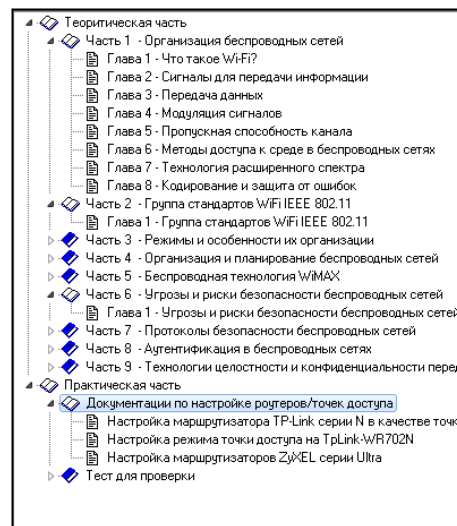 Теоритическая часть
Часть 1 - Организация беспроводных сетей
Глава 1 - Что такое Wi-Fi?
Глава 2 - Сигналы для передачи информации
Глава 3 - Передача данных
Глава 4 - Модуляция сигналов
Глава 5 - Пропускная способность канала
Глава 6 - Методы доступа к среде в беспроводных сетях
Глава 7 - Технология расширенного спектра
Глава 8 - Кодирование и защита от ошибок
Часть 2 - Группа стандартов WiFi IEEE 802.11
Глава 1 - Группа стандартов WiFi IEEE 802.11
Часть 3 - Режимы и особенности их организации
Часть 4 - Организация и планирование беспроводных сетей
Часть 5 - Беспроводная технология WiMAX
Часть 6 - Угрозы и риски безопасности беспроводных сетей
Глава 1 - Угрозы и риски безопасности беспроводных сетей
Часть 7 - Протоколы безопасности беспроводных сетей
Часть 8 - Аутентификация в беспроводных сетях
Часть 9 - Технологии целостности и конфиденциальности перед
Практическая часть
Документации по настройке роутеров/точек доступа
Настройка маршрутизатора TP-Link серии N в качестве точк
Настройка режима точки доступа на TpLink-WR702N
Настройка маршрутизаторов ZyXEL серии Ultra
Тест для проверки